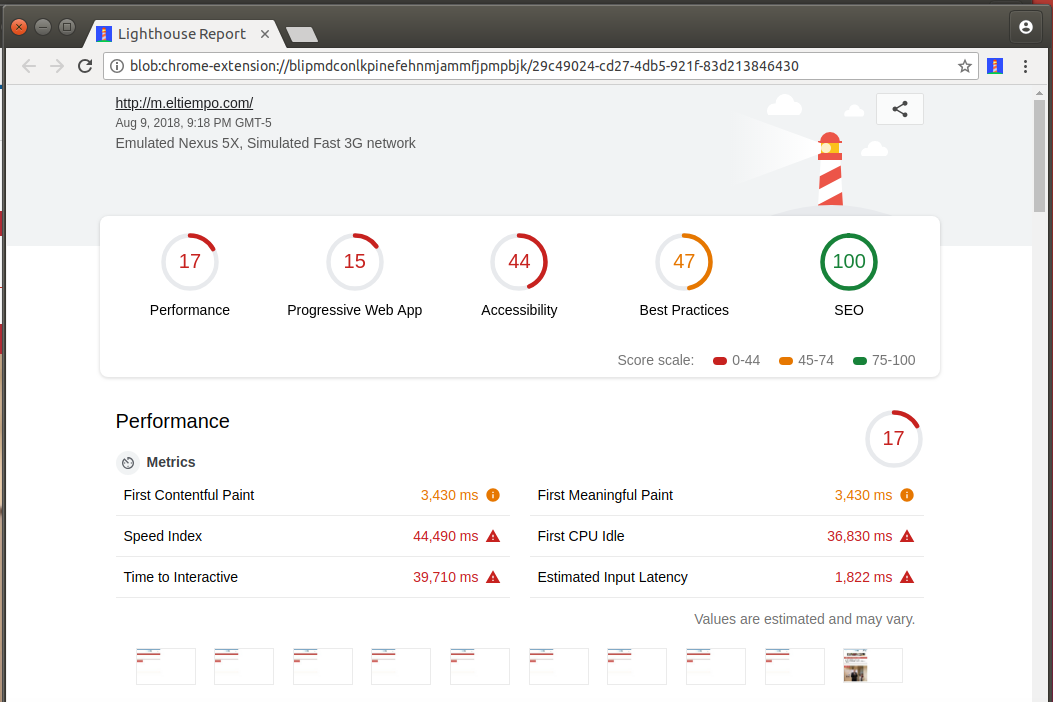 Lighthouse Report
blob:chrome-extension://blipmdconlkpinefehnmjammfjpmpbjk/29c49024-cd27-4db5-921f-83d213846430
http://m.eltiempo.com/
Aug 9, 2018, 9:18 PM GMT-5
Emulated Nexus 5X, Simulated Fast 3G network
17 15 44 47 100
Performance Progressive Web App Accessibility Best Practices SEO
Score scale: 0-44 45-74 75-100
Performance 17
Metrics
First Contentful Paint 3,430 ms First Meaningful Paint 3,430 ms
Speed Index 44,490 ms First CPU Idle 36,830 ms
Time to Interactive 39,710 ms Estimated Input Latency 1,822 ms
Values are estimated and may vary.